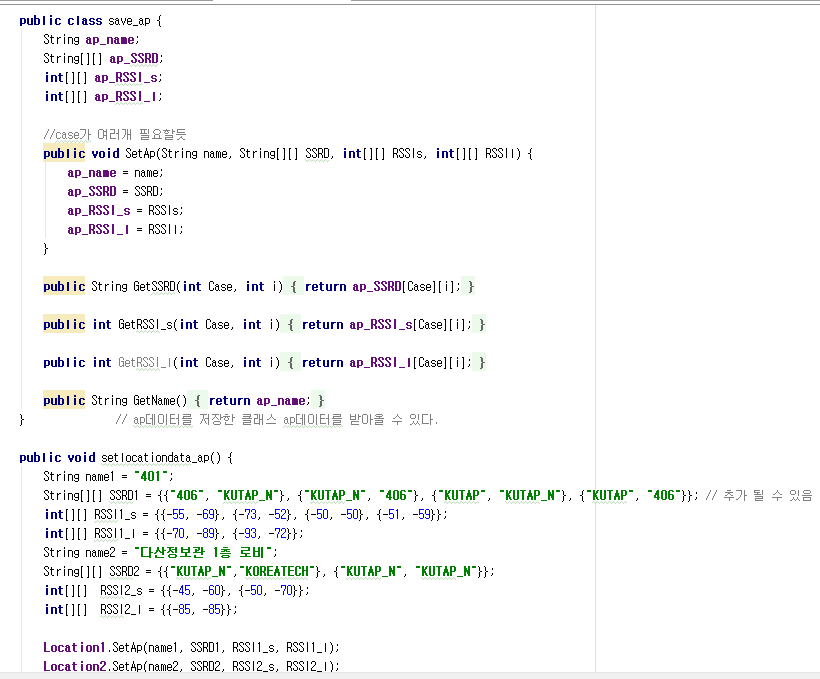 public class save_ap {
String ap_name;
String[][] ap_SSRD;
int[][] ap_RSSI_s;
int[][] ap_RSSI_l;
//case가 여러개 필요할듯
public void SetAp(String name, String[][] SSRD, int[][] RSSIs, int[][] RSSIl) {
ap_name = name;
ap_SSRD = SSRD;
ap_RSSI_s = RSSIs;
ap_RSSI_l = RSSIl;
}
public String GetSSRD(int Case, int i) { return ap_SSRD[Case][i]; }
public int GetRSSI_s(int Case, int i) { return ap_RSSI_s[Case][i]; }
public int GetRSSI_l(int Case, int i) { return ap_RSSI_l[Case][i]; }
public String GetName() { return ap_name; }
} // ap데이터를 저장한 클래스 ap데이터를 받아올 수 있다.
public void setlocationdata_ap() {
String name1 = "401";
String[][] SSRD1 = {{"406", "KUTAP_N"}, {"KUTAP_N", "406"}, {"KUTAP", "KUTAP_N"}, {"KUTAP", "406"}}; // 추가 될 수 있음
int[][] RSSI1_s = {{-55, -69}, {-73, -52}, {-50, -50}, {-51, -59}};
int[][] RSSI1_l = {{-70, -89}, {-93, -72}};
String name2 = "다산정보관 1층 로비";
String[][] SSRD2 = {{"KUTAP_N","KOREATECH"}, {"KUTAP_N", "KUTAP_N"}};
int[][]  RSSI2_s = {{-45, -60}, {-50, -70}};
int[][]  RSSI2_l = {{-85, -85}};
Location1.SetAp(name1, SSRD1, RSSI1_s, RSSI1_l);
Location2.SetAp(name2, SSRD2, RSSI2_s, RSSI2_l);